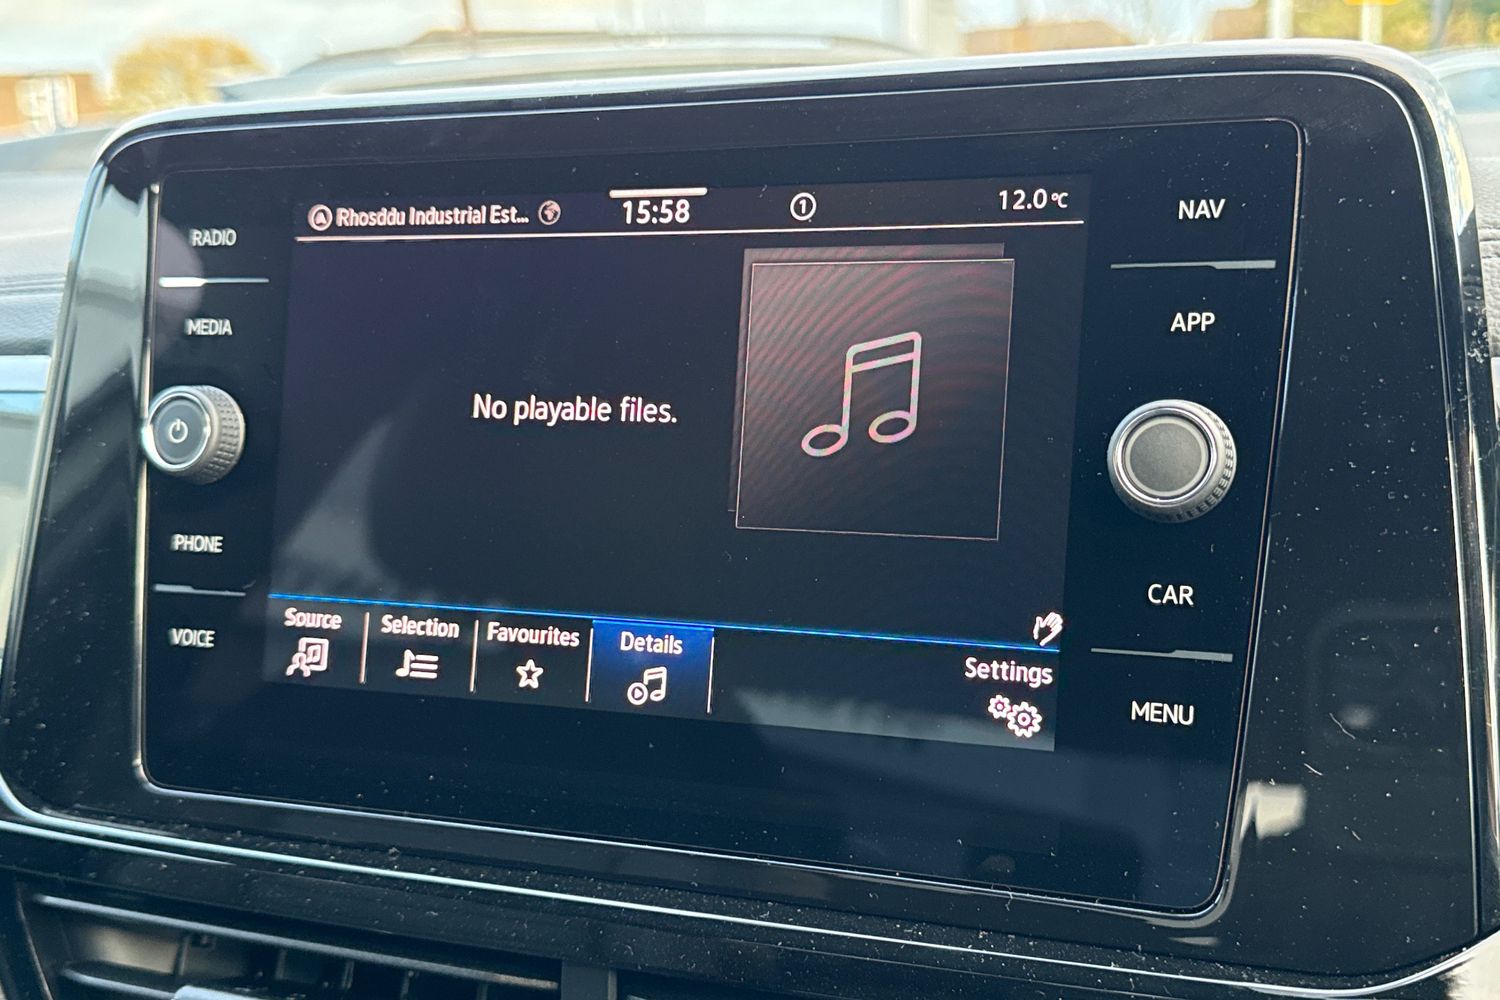 Rhosddu Industrial Est...
15:58
1
12.0°C
RADIO
MEDIA
PHONE
VOICE
No playable files.
Source
Selection
Favourites
Details
Settings
NAV
APP
CAR
MENU